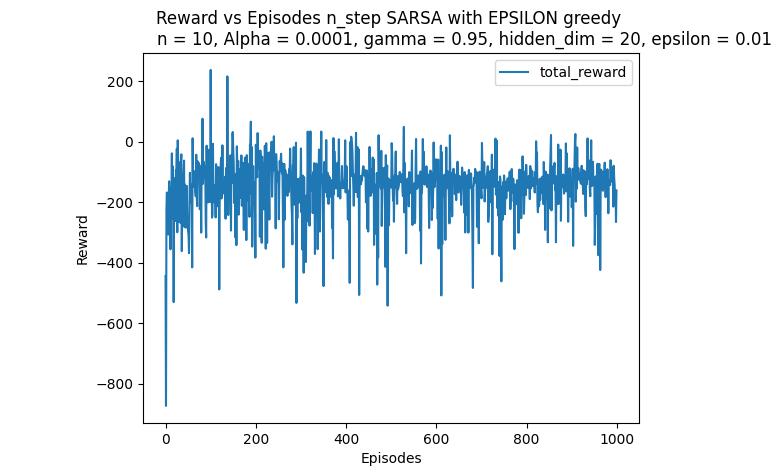 Reward vs Episodes n_step SARSA with EPSILON greedy
n = 10, Alpha = 0.0001, gamma = 0.95, hidden_dim = 20, epsilon = 0.01
total_reward
200
0
−200
−400
−600
−800
Reward
0 200 400 600 800 1000
Episodes